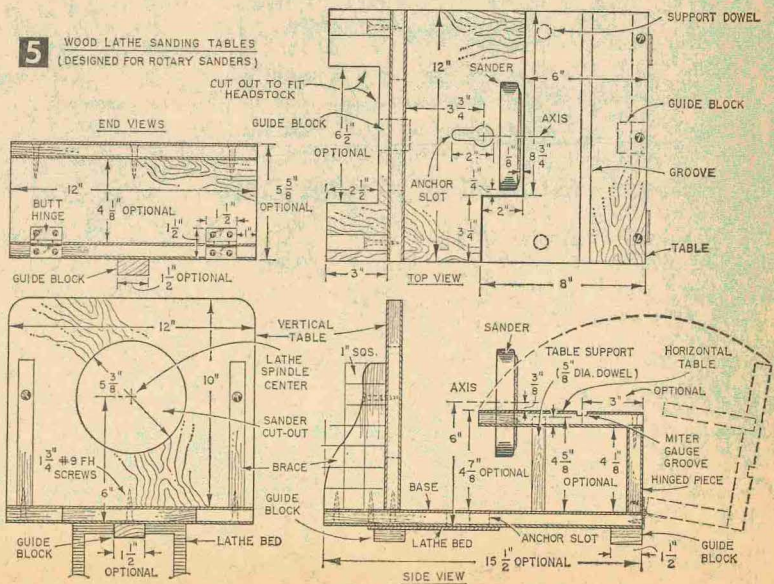 5
WOOD LATHE SANDING TABLES
(DESIGNED FOR ROTARY SANDERS)
END VIEWS
12"
4 1/8" OPTIONAL
5 5/8" OPTIONAL
1 1/2"
1 1/2"
1"
BUTT HINGE
GUIDE BLOCK
1 1/2" OPTIONAL
CUT OUT TO FIT HEADSTOCK
6 1/2" OPTIONAL
GUIDE BLOCK
2 1/2"
3"
12"
3 3/4"
SANDER
ANCHOR SLOT
2"
1/4"
1/8"
8 3/4"
3 1/4"
2"
6"
AXIS
SUPPORT DOWEL
GUIDE BLOCK
GROOVE
TABLE
TOP VIEW
8"
12"
5 3/8"
10"
VERTICAL TABLE
LATHE SPINDLE CENTER
SANDER CUT-OUT
1 3/4" #9 FH SCREWS
6"
BRACE
GUIDE BLOCK
1 1/2" OPTIONAL
LATHE BED
1" SQS.
GUIDE BLOCK
AXIS
SANDER
TABLE SUPPORT (5/8" DIA. DOWEL)
3/8"
HORIZONTAL TABLE
3" OPTIONAL
6"
4 7/8" OPTIONAL
4 5/8" OPTIONAL
4 1/8"
MITER GAUGE GROOVE
HINGED PIECE
BASE
ANCHOR SLOT
LATHE BED
15 1/2" OPTIONAL
1 1/2"
GUIDE BLOCK
SIDE VIEW